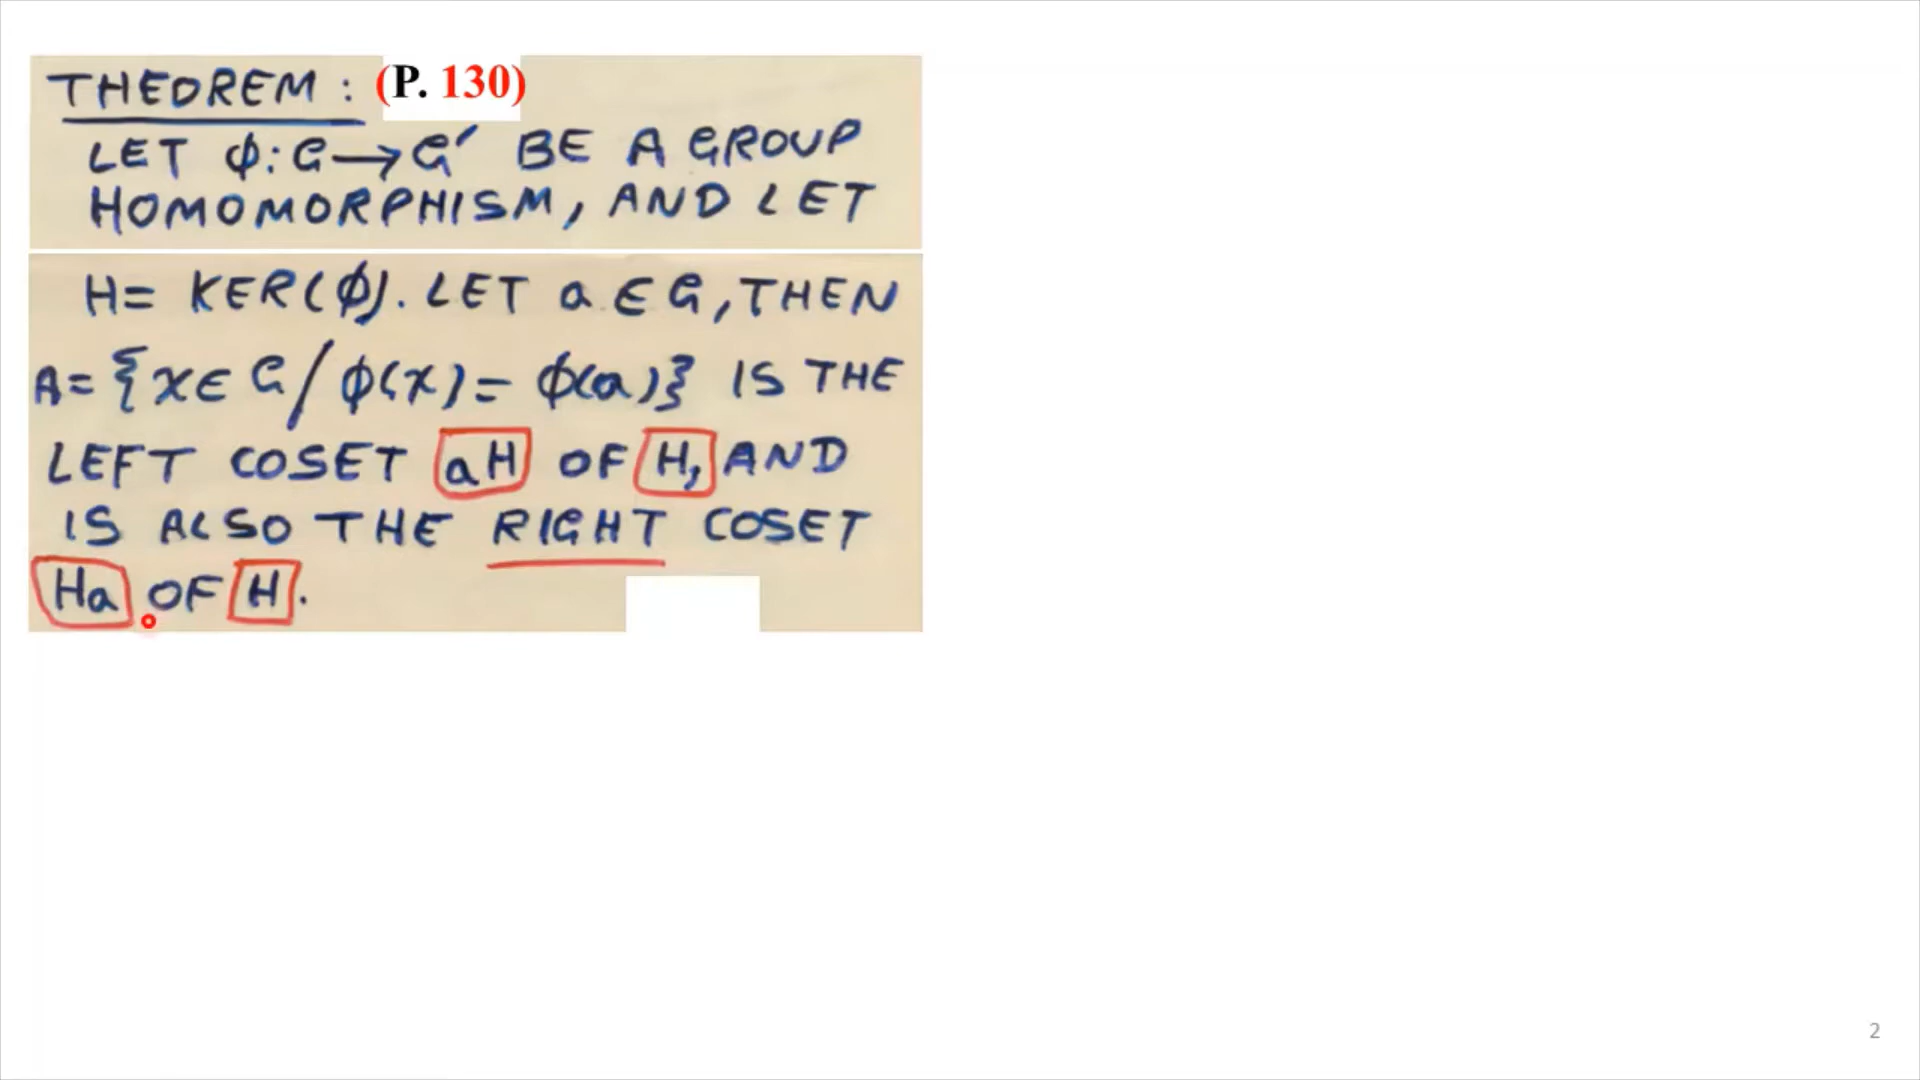 THEOREM: (P. 130)
LET ϕ: G⟶G′ BE A GROUP
HOMOMORPHISM, AND LET
H= KER(ϕ). LET a ∈ G, THEN
A= {x∈ G / ϕ(x)= ϕ(a)} IS THE
LEFT COSET aH OF H, AND
IS ALSO THE RIGHT COSET
Ha OF H.
2